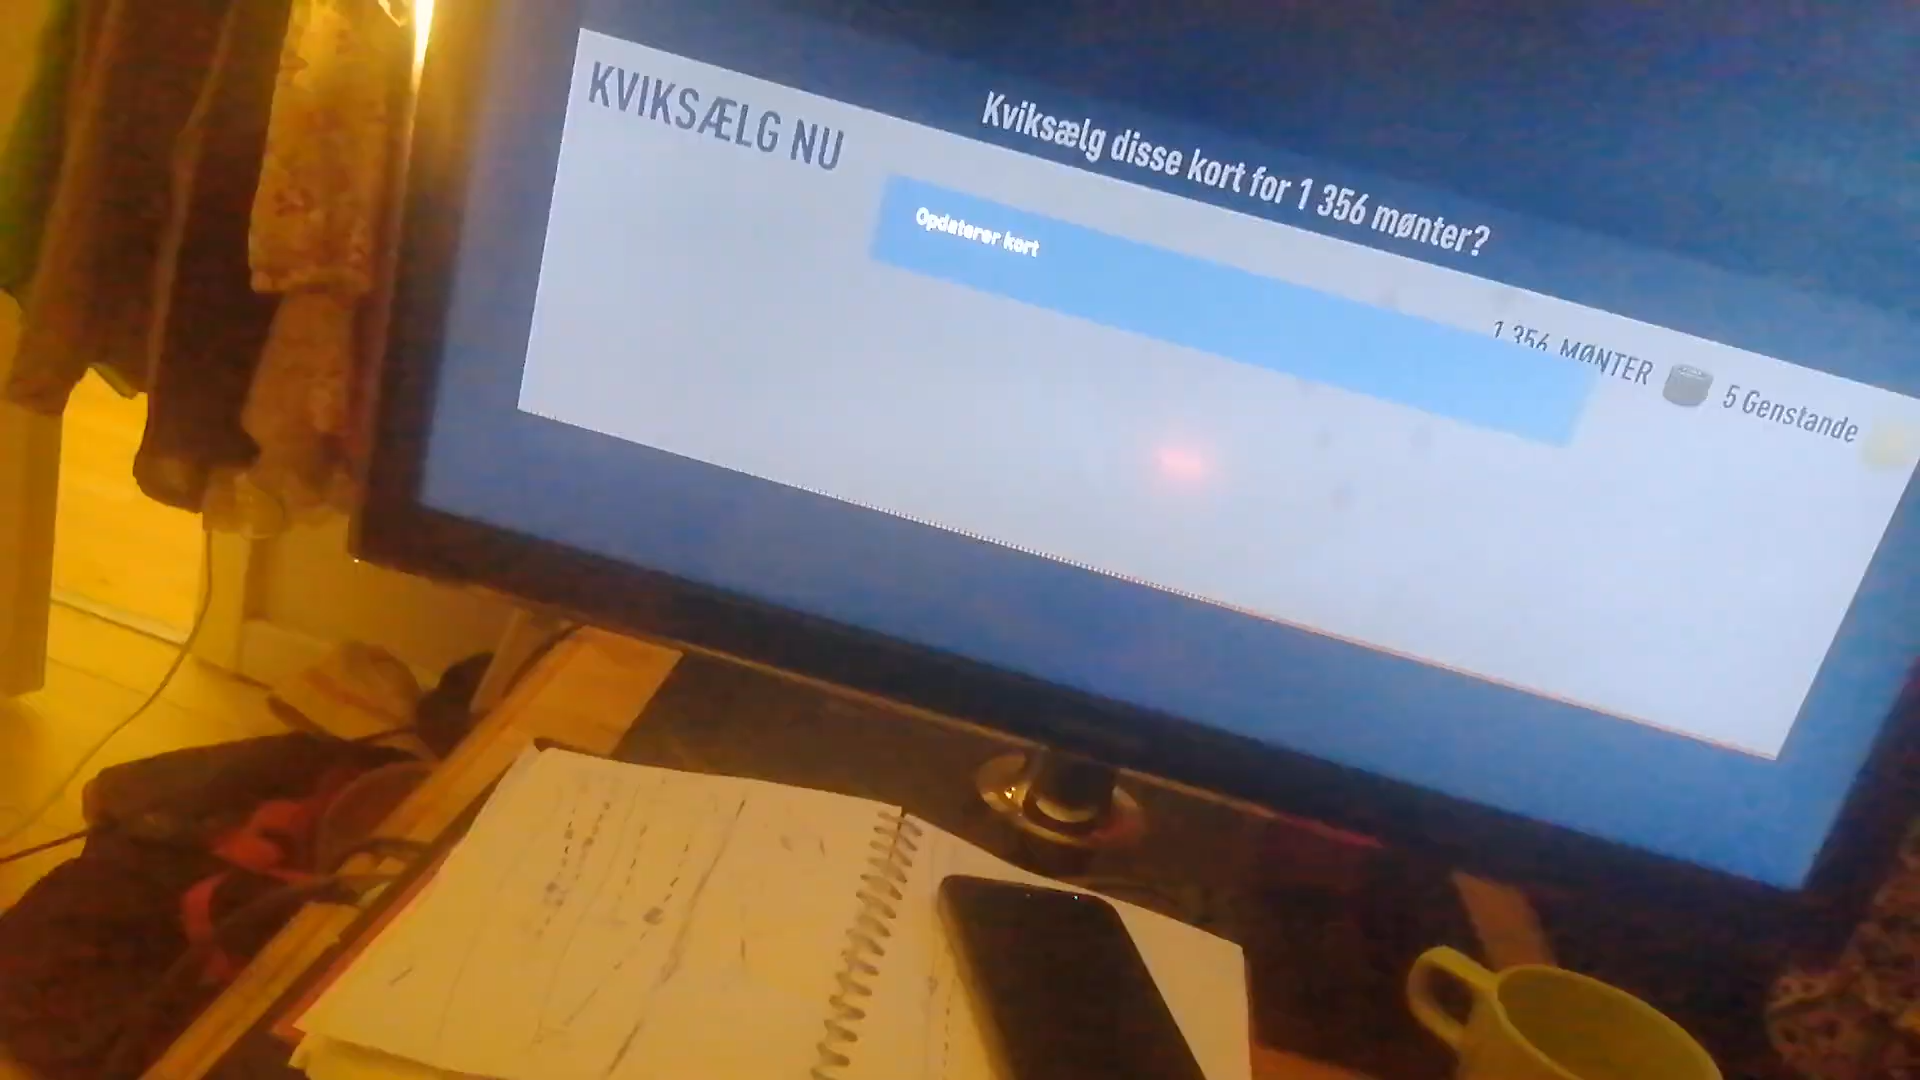 Kviksælg disse kort for 1 356 mønter?
KVIKSÆLG NU
Opdaterer kort
1 356 MØNTER 5 Genstande